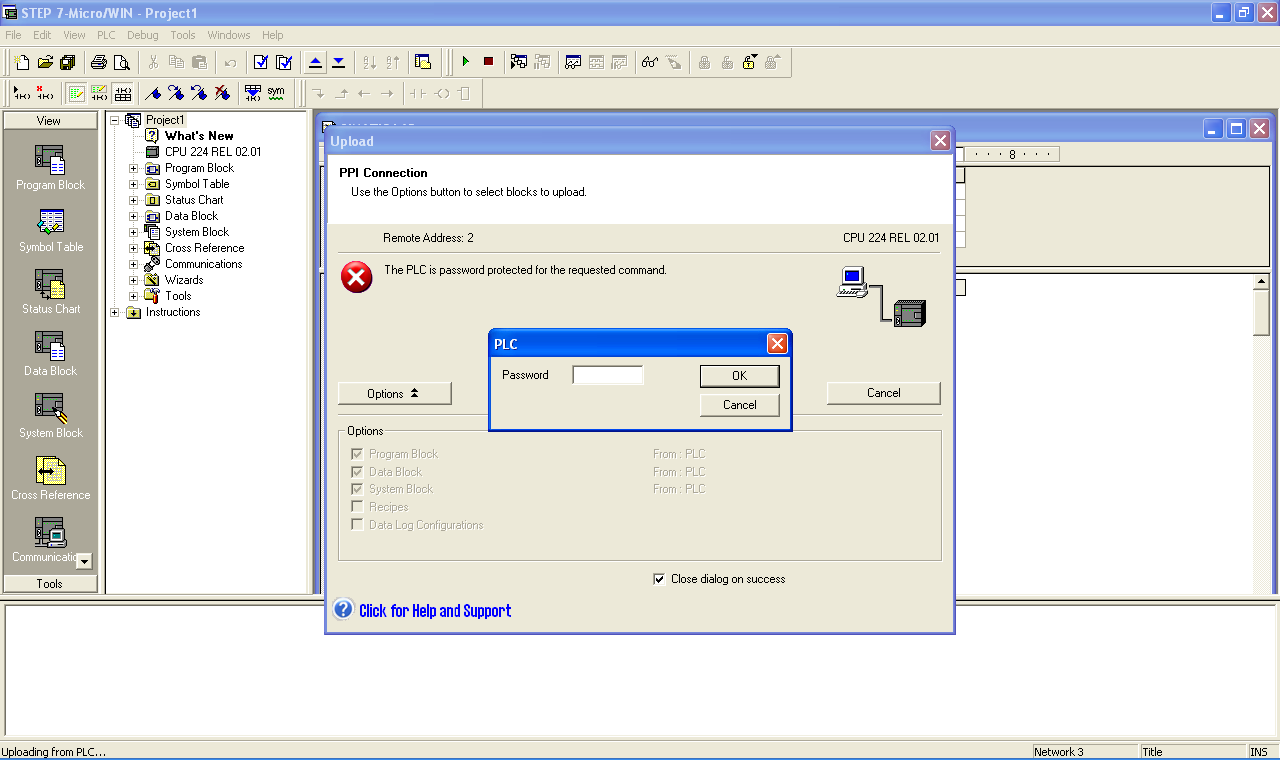 STEP 7-Micro/WIN - Project1
File Edit View PLC Debug Tools Windows Help
sym
View
Program Block
Symbol Table
Status Chart
Data Block
System Block
Cross Reference
Tools
Project1
What's New
CPU 224 REL 02.01
Program Block
Symbol Table
Status Chart
Data Block
System Block
Cross Reference
Communications
Wizards
Tools
Instructions
· · · 8 · · ·
Upload
PPI Connection
Use the Options button to select blocks to upload.
Remote Address: 2 CPU 224 REL 02.01
The PLC is password protected for the requested command.
PLC
Password
OK
Cancel
Options
Cancel
Options
Program Block From : PLC
Data Block From : PLC
System Block From : PLC
Recipes
Data Log Configurations
Close dialog on success
Click for Help and Support
Uploading from PLC... Network 3 Title INS